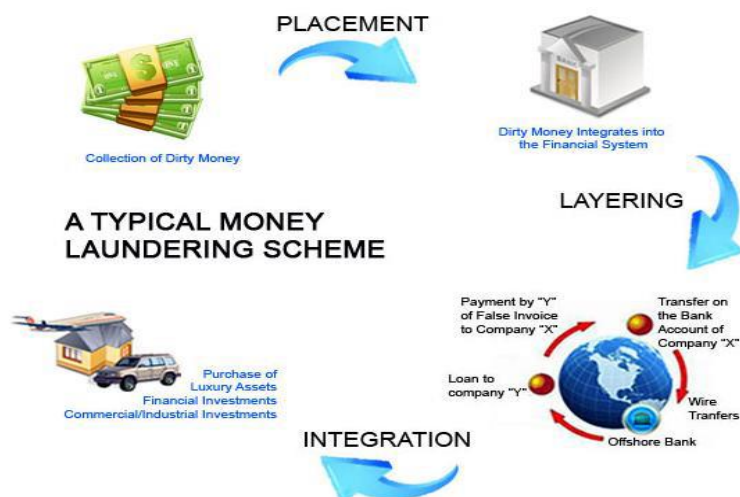 PLACEMENT
BANK
Collection of Dirty Money
Dirty Money Integrates into
the Financial System
LAYERING
A TYPICAL MONEY
LAUNDERING SCHEME
Payment by "Y"
of False Invoice
to Company "X"
Transfer on
the Bank
Account of
Company "X"
Loan to
company "Y"
Wire
Tranfers
Offshore Bank
Purchase of
Luxury Assets
Financial Investments
Commercial/Industrial Investments
INTEGRATION